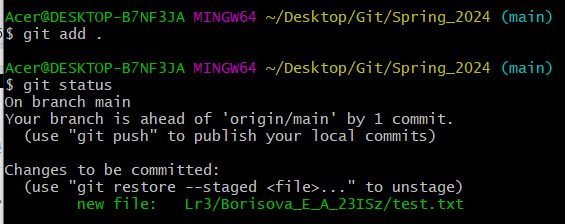 Acer@DESKTOP-B7NF3JA MINGW64 ~/Desktop/Git/Spring_2024 (main)
$ git add .
Acer@DESKTOP-B7NF3JA MINGW64 ~/Desktop/Git/Spring_2024 (main)
$ git status
On branch main
Your branch is ahead of 'origin/main' by 1 commit.
  (use "git push" to publish your local commits)
Changes to be committed:
  (use "git restore --staged <file>..." to unstage)
        new file:   Lr3/Borisova_E_A_23ISz/test.txt